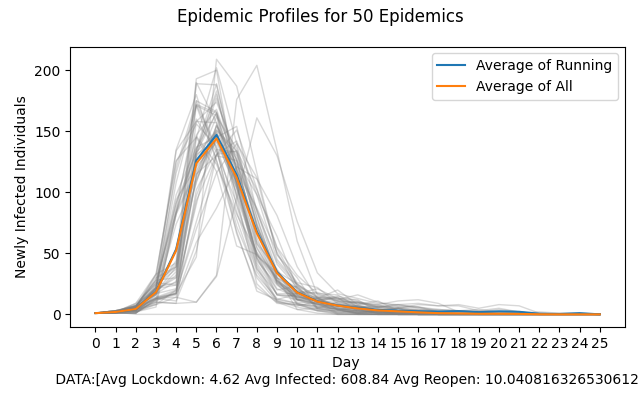 Epidemic Profiles for 50 Epidemics
Average of Running
Average of All
Newly Infected Individuals
200
150
100
50
0
0 1 2 3 4 5 6 7 8 9 10 11 12 13 14 15 16 17 18 19 20 21 22 23 24 25
Day
DATA:[Avg Lockdown: 4.62 Avg Infected: 608.84 Avg Reopen: 10.040816326530612